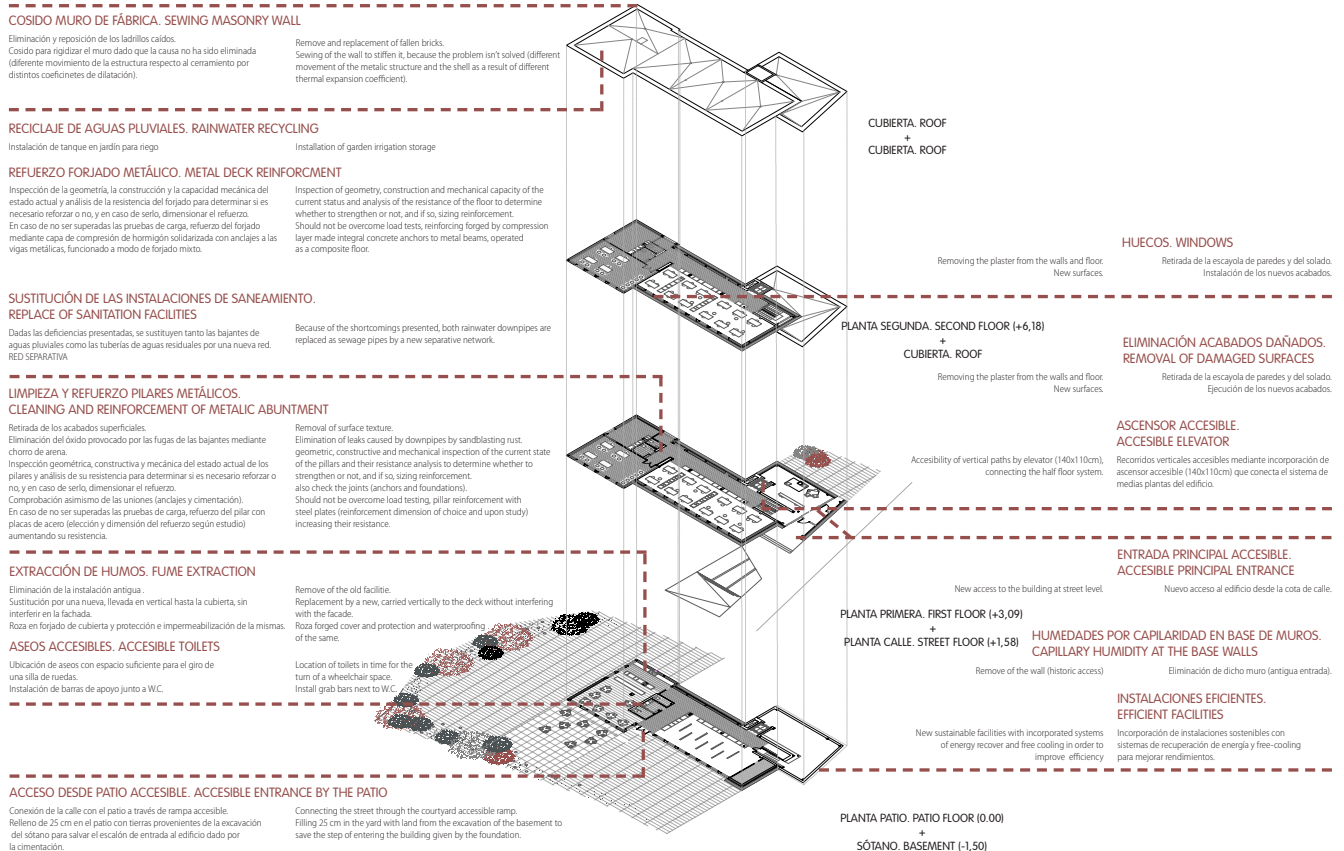 COSIDO MURO DE FÁBRICA. SEWING MASONRY WALL
Eliminación y reposición de los ladrillos caídos.
Cosido para rigidizar el muro dado que la causa no ha sido eliminada
(diferente movimiento de la estructura respecto al cerramiento por
distintos coeficinetes de dilatación).
Remove and replacement of fallen bricks.
Sewing of the wall to stiffen it, because the problem isn't solved (different
movement of the metalic structure and the shell as a result of different
thermal expansion coefficient).
RECICLAJE DE AGUAS PLUVIALES. RAINWATER RECYCLING
Instalación de tanque en jardín para riego
Installation of garden irrigation storage
REFUERZO FORJADO METÁLICO. METAL DECK REINFORCMENT
Inspección de la geometría, la construcción y la capacidad mecánica del
estado actual y análisis de la resistencia del forjado para determinar si es
necesario reforzar o no, y en caso de serlo, dimensionar el refuerzo.
En caso de no ser superadas las pruebas de carga, refuerzo del forjado
mediante capa de compresión de hormigón solidarizada con anclajes a las
vigas metálicas, funcionado a modo de forjado mixto.
Inspection of geometry, construction and mechanical capacity of the
current status and analysis of the resistance of the floor to determine
whether to strengthen or not, and if so, sizing reinforcement.
Should not be overcome load tests, reinforcing forged by compression
layer made integral concrete anchors to metal beams, operated
as a composite floor.
SUSTITUCIÓN DE LAS INSTALACIONES DE SANEAMIENTO.
REPLACE OF SANITATION FACILITIES
Dadas las deficiencias presentadas, se sustituyen tanto las bajantes de
aguas pluviales como las tuberías de aguas residuales por una nueva red.
RED SEPARATIVA
Because of the shortcomings presented, both rainwater downpipes are
replaced as sewage pipes by a new separative network.
LIMPIEZA Y REFUERZO PILARES METÁLICOS.
CLEANING AND REINFORCEMENT OF METALIC ABUNTMENT
Retirada de los acabados superficiales.
Eliminación del óxido provocado por las fugas de las bajantes mediante
chorro de arena.
Inspección geométrica, constructiva y mecánica del estado actual de los
pilares y análisis de su resistencia para determinar si es necesario reforzar o
no, y en caso de serlo, dimensionar el refuerzo.
Comprobación asimismo de las uniones (anclajes y cimentación).
En caso de no ser superadas las pruebas de carga, refuerzo del pilar con
placas de acero (elección y dimensión del refuerzo según estudio)
aumentando su resistencia.
Removal of surface texture.
Elimination of leaks caused by downpipes by sandblasting rust.
geometric, constructive and mechanical inspection of the current state
of the pillars and their resistance analysis to determine whether to
strengthen or not, and if so, sizing reinforcement.
also check the joints (anchors and foundations).
Should not be overcome load testing, pillar reinforcement with
steel plates (reinforcement dimension of choice and upon study)
increasing their resistance.
EXTRACCIÓN DE HUMOS. FUME EXTRACTION
Eliminación de la instalación antigua .
Sustitución por una nueva, llevada en vertical hasta la cubierta, sin
interferir en la fachada.
Roza en forjado de cubierta y protección e impermeabilización de la mismas.
Remove of the old facilitie.
Replacement by a new, carried vertically to the deck without interfering
with the facade.
Roza forged cover and protection and waterproofing
of the same.
ASEOS ACCESIBLES. ACCESIBLE TOILETS
Ubicación de aseos con espacio suficiente para el giro de
una silla de ruedas.
Instalación de barras de apoyo junto a W.C.
Location of toilets in time for the
turn of a wheelchair space.
Install grab bars next to W.C.
ACCESO DESDE PATIO ACCESIBLE. ACCESIBLE ENTRANCE BY THE PATIO
Conexión de la calle con el patio a través de rampa accesible.
Relleno de 25 cm en el patio con tierras provenientes de la excavación
del sótano para salvar el escalón de entrada al edificio dado por
la cimentación.
Connecting the street through the courtyard accessible ramp.
Filling 25 cm in the yard with land from the excavation of the basement to
save the step of entering the building given by the foundation.
CUBIERTA. ROOF
+
CUBIERTA. ROOF
HUECOS. WINDOWS
Removing the plaster from the walls and floor.
New surfaces.
Retirada de la escayola de paredes y del solado.
Instalación de los nuevos acabados.
PLANTA SEGUNDA. SECOND FLOOR (+6,18)
+
CUBIERTA. ROOF
ELIMINACIÓN ACABADOS DAÑADOS.
REMOVAL OF DAMAGED SURFACES
Removing the plaster from the walls and floor.
New surfaces.
Retirada de la escayola de paredes y del solado.
Ejecución de los nuevos acabados.
ASCENSOR ACCESIBLE.
ACCESIBLE ELEVATOR
Accesibility of vertical paths by elevator (140x110cm),
connecting the half floor system.
Recorridos verticales accesibles mediante incorporación de
ascensor accesible (140x110cm) que conecta el sistema de
medias plantas del edificio.
ENTRADA PRINCIPAL ACCESIBLE.
ACCESIBLE PRINCIPAL ENTRANCE
New access to the building at street level.
Nuevo acceso al edificio desde la cota de calle.
PLANTA PRIMERA. FIRST FLOOR (+3,09)
+
PLANTA CALLE. STREET FLOOR (+1,58)
HUMEDADES POR CAPILARIDAD EN BASE DE MUROS.
CAPILLARY HUMIDITY AT THE BASE WALLS
Remove of the wall (historic access)
Eliminación de dicho muro (antigua entrada).
INSTALACIONES EFICIENTES.
EFFICIENT FACILITIES
New sustainable facilities with incorporated systems
of energy recover and free cooling in order to
improve efficiency
Incorporación de instalaciones sostenibles con
sistemas de recuperación de energía y free-cooling
para mejorar rendimientos.
PLANTA PATIO. PATIO FLOOR (0.00)
+
SÓTANO. BASEMENT (-1,50)